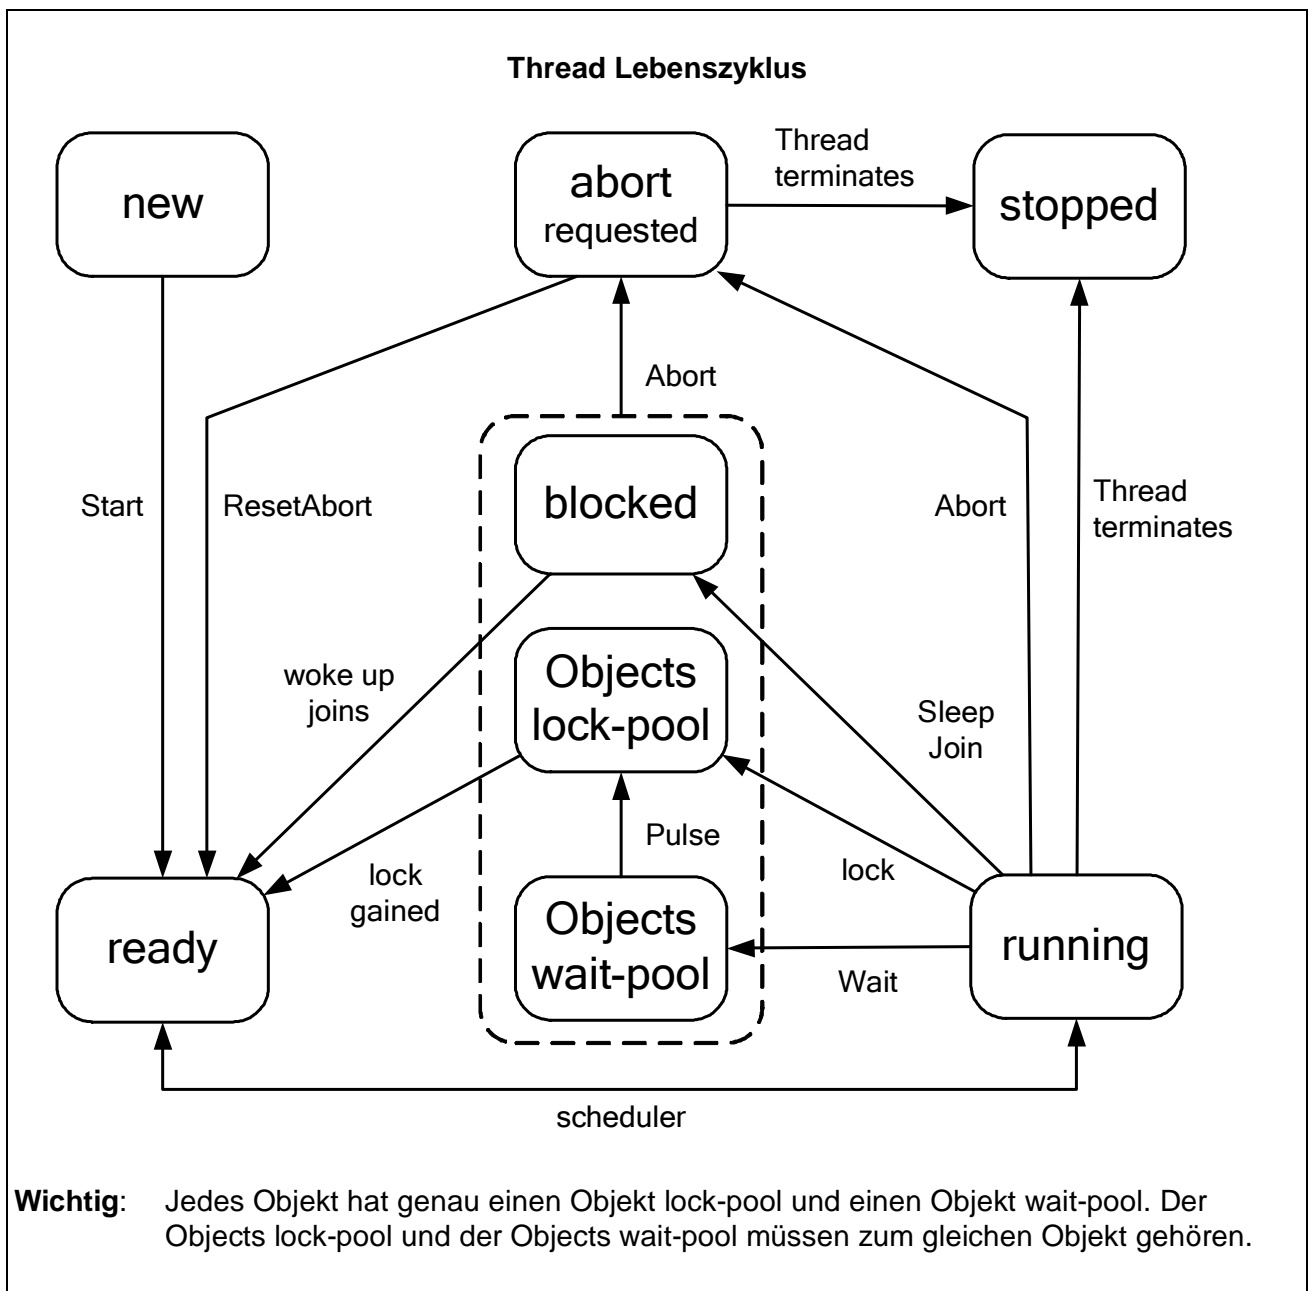 Thread Lebenszyklus
new
abort
requested
Thread
terminates
stopped
Abort
Start
ResetAbort
blocked
Abort
Thread
terminates
woke up
joins
Objects
lock-pool
Sleep
Join
Pulse
lock
gained
lock
ready
Objects
wait-pool
Wait
running
scheduler
Wichtig: Jedes Objekt hat genau einen Objekt lock-pool und einen Objekt wait-pool. Der
Objects lock-pool und der Objects wait-pool müssen zum gleichen Objekt gehören.